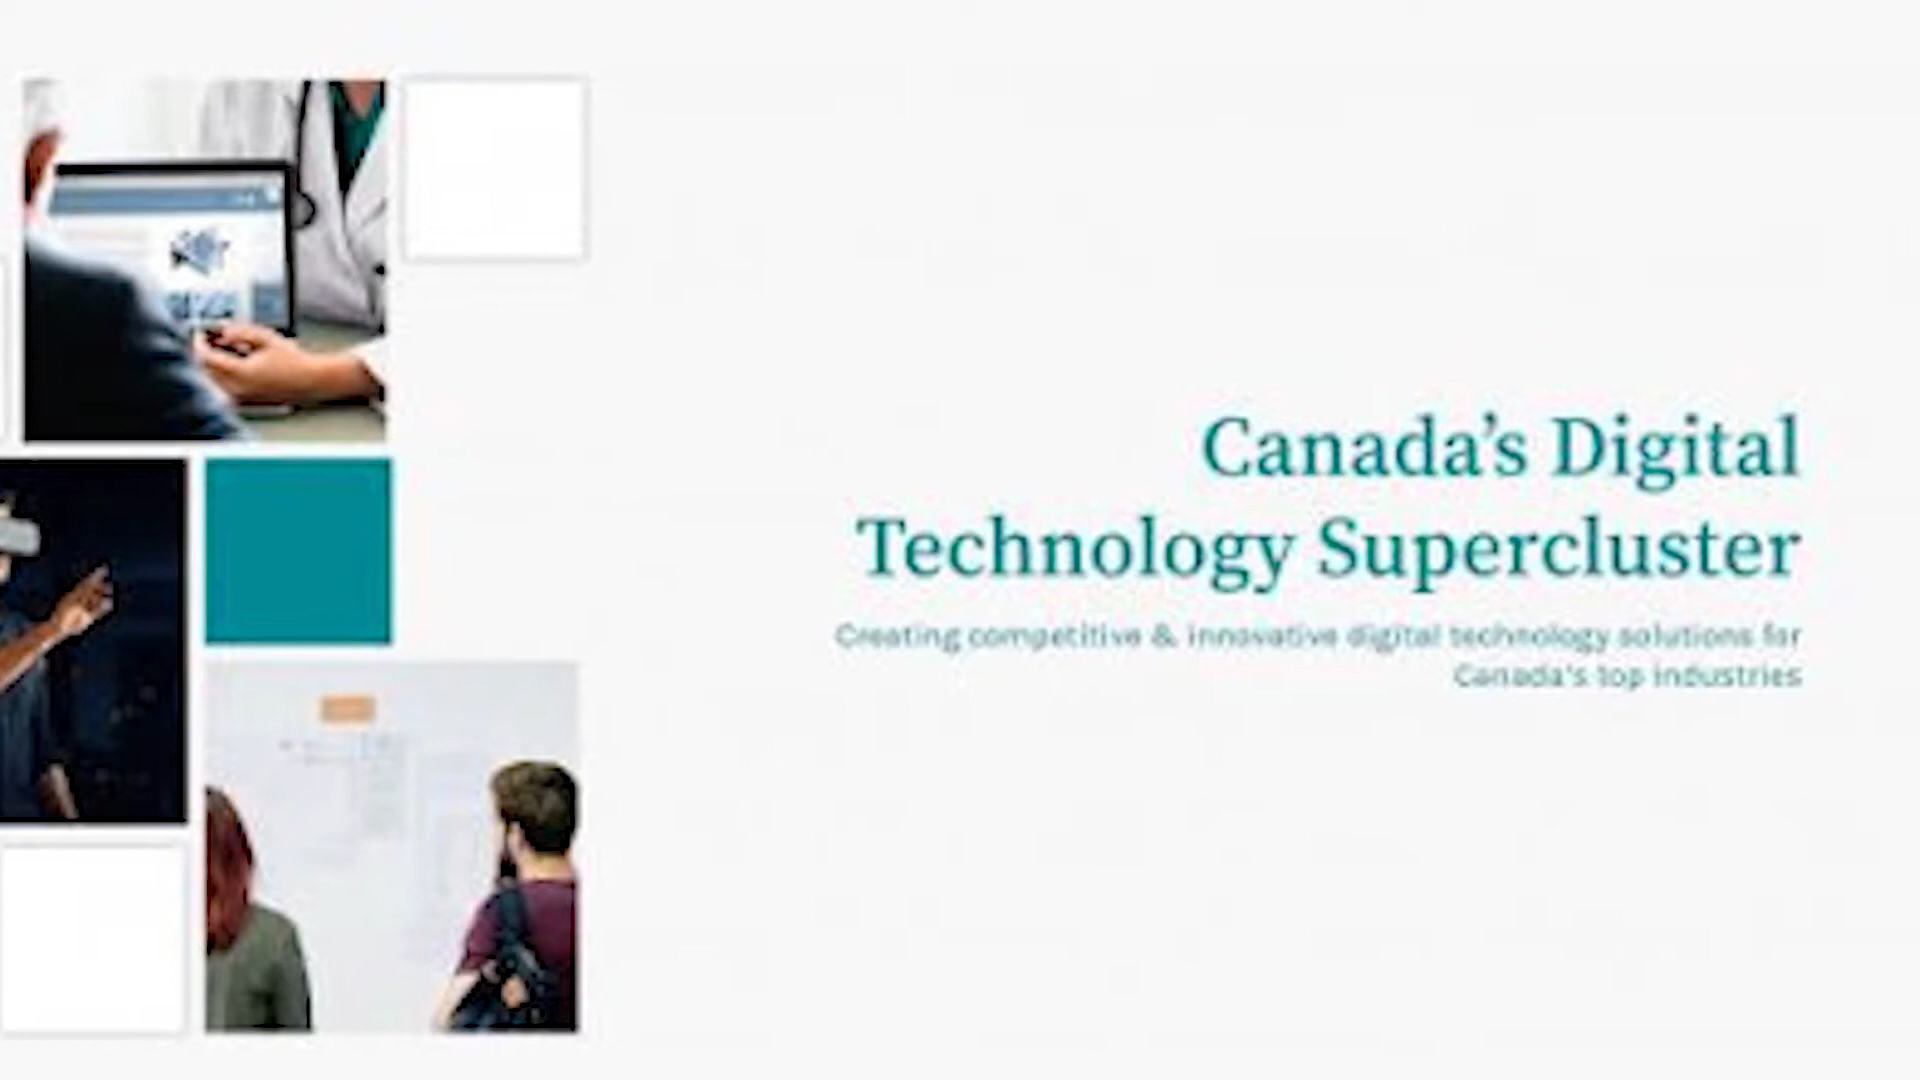 Canada’s Digital
Technology Supercluster
Creating competitive & innovative digital technology solutions for
Canada's top industries